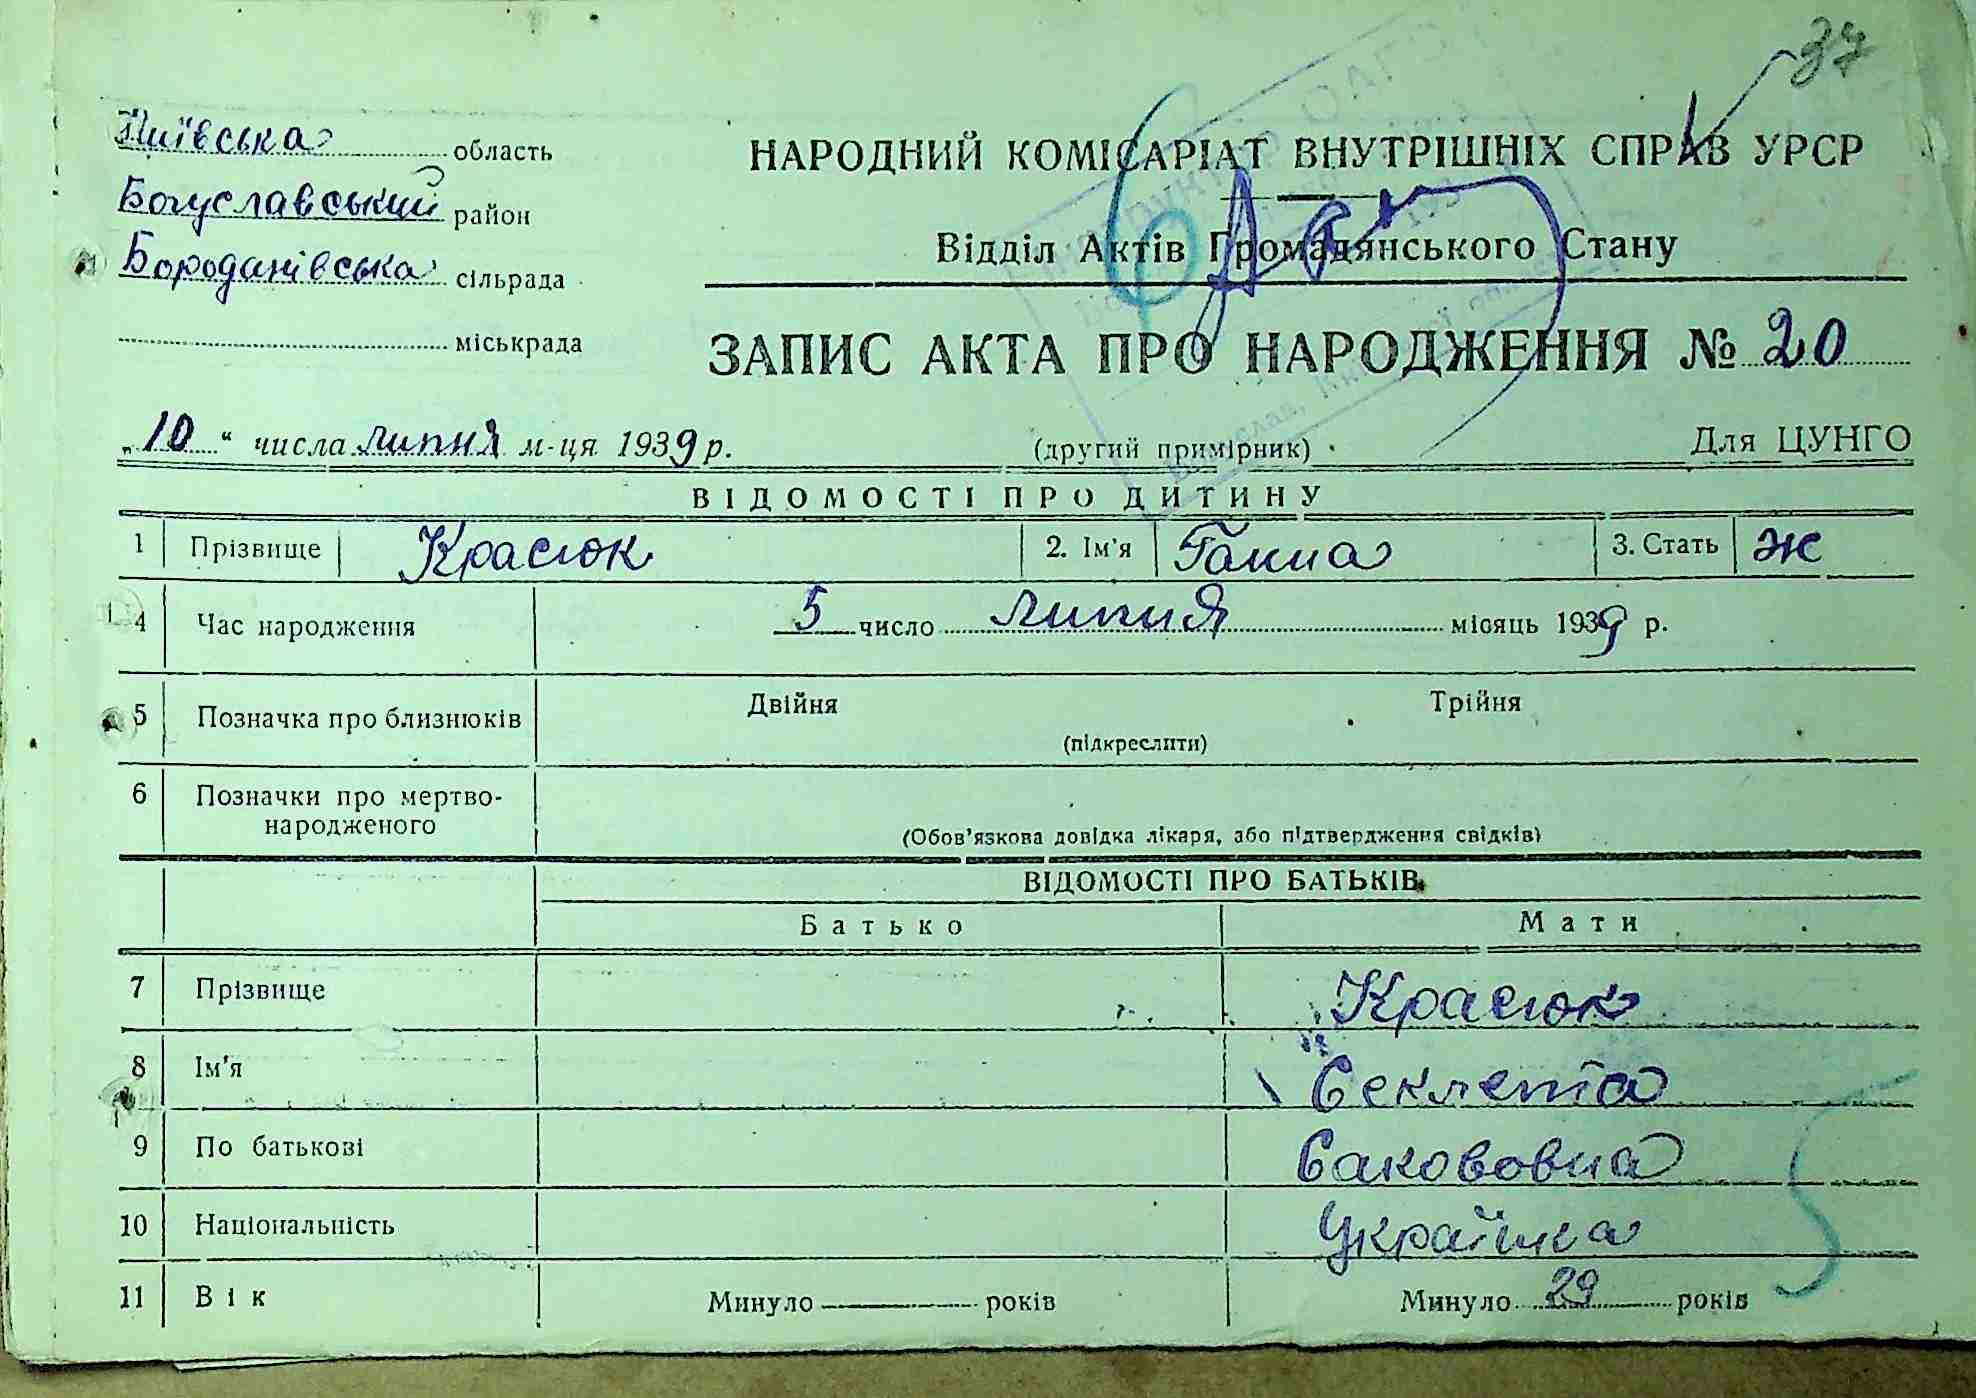 37
Київська область
Богуславський район
Бороданівська сільрада
міськрада
НАРОДНИЙ КОМІСАРІАТ ВНУТРІШНІХ СПРАВ УРСР
Відділ Актів Громадянського Стану
ЗАПИС АКТА ПРО НАРОДЖЕННЯ № 20
„10“ числа липня м-ця 1939 р.
(другий примірник)
Для ЦУНГО
ВІДОМОСТІ ПРО ДИТИНУ
1 Прізвище Красюк 2. Ім'я Ганна 3. Стать ж
4 Час народження 5 число липня місяць 1939 р.
5 Позначка про близнюків Двійня Трійня
(підкреслити)
6 Позначки про мертво-
народженого
(Обов'язкова довідка лікаря, або підтвердження свідків)
ВІДОМОСТІ ПРО БАТЬКІВ
Батько Мати
7 Прізвище Красюк
8 Ім'я Секлета
9 По батькові Саковovна
10 Національність Українка
11 Вік Минуло років Минуло 29 років